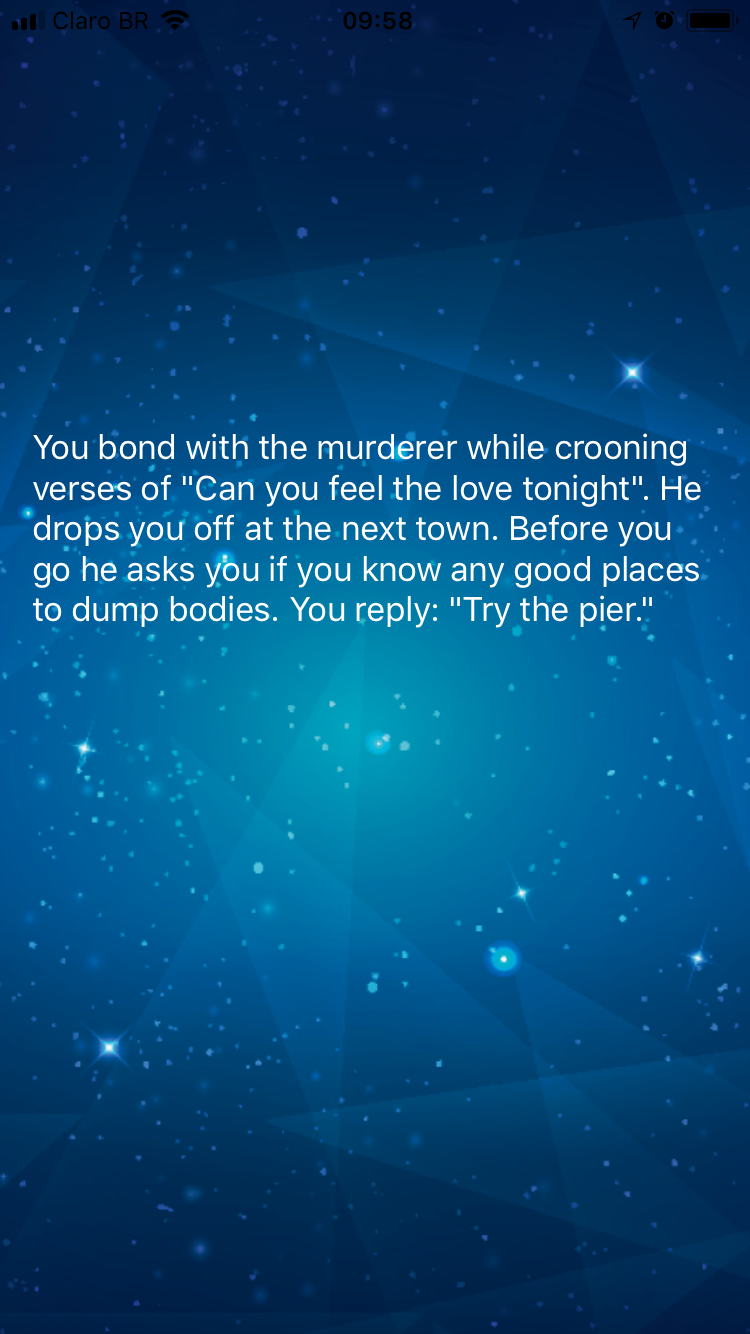 Claro BR 09:58
You bond with the murderer while crooning
verses of "Can you feel the love tonight". He
drops you off at the next town. Before you
go he asks you if you know any good places
to dump bodies. You reply: "Try the pier."